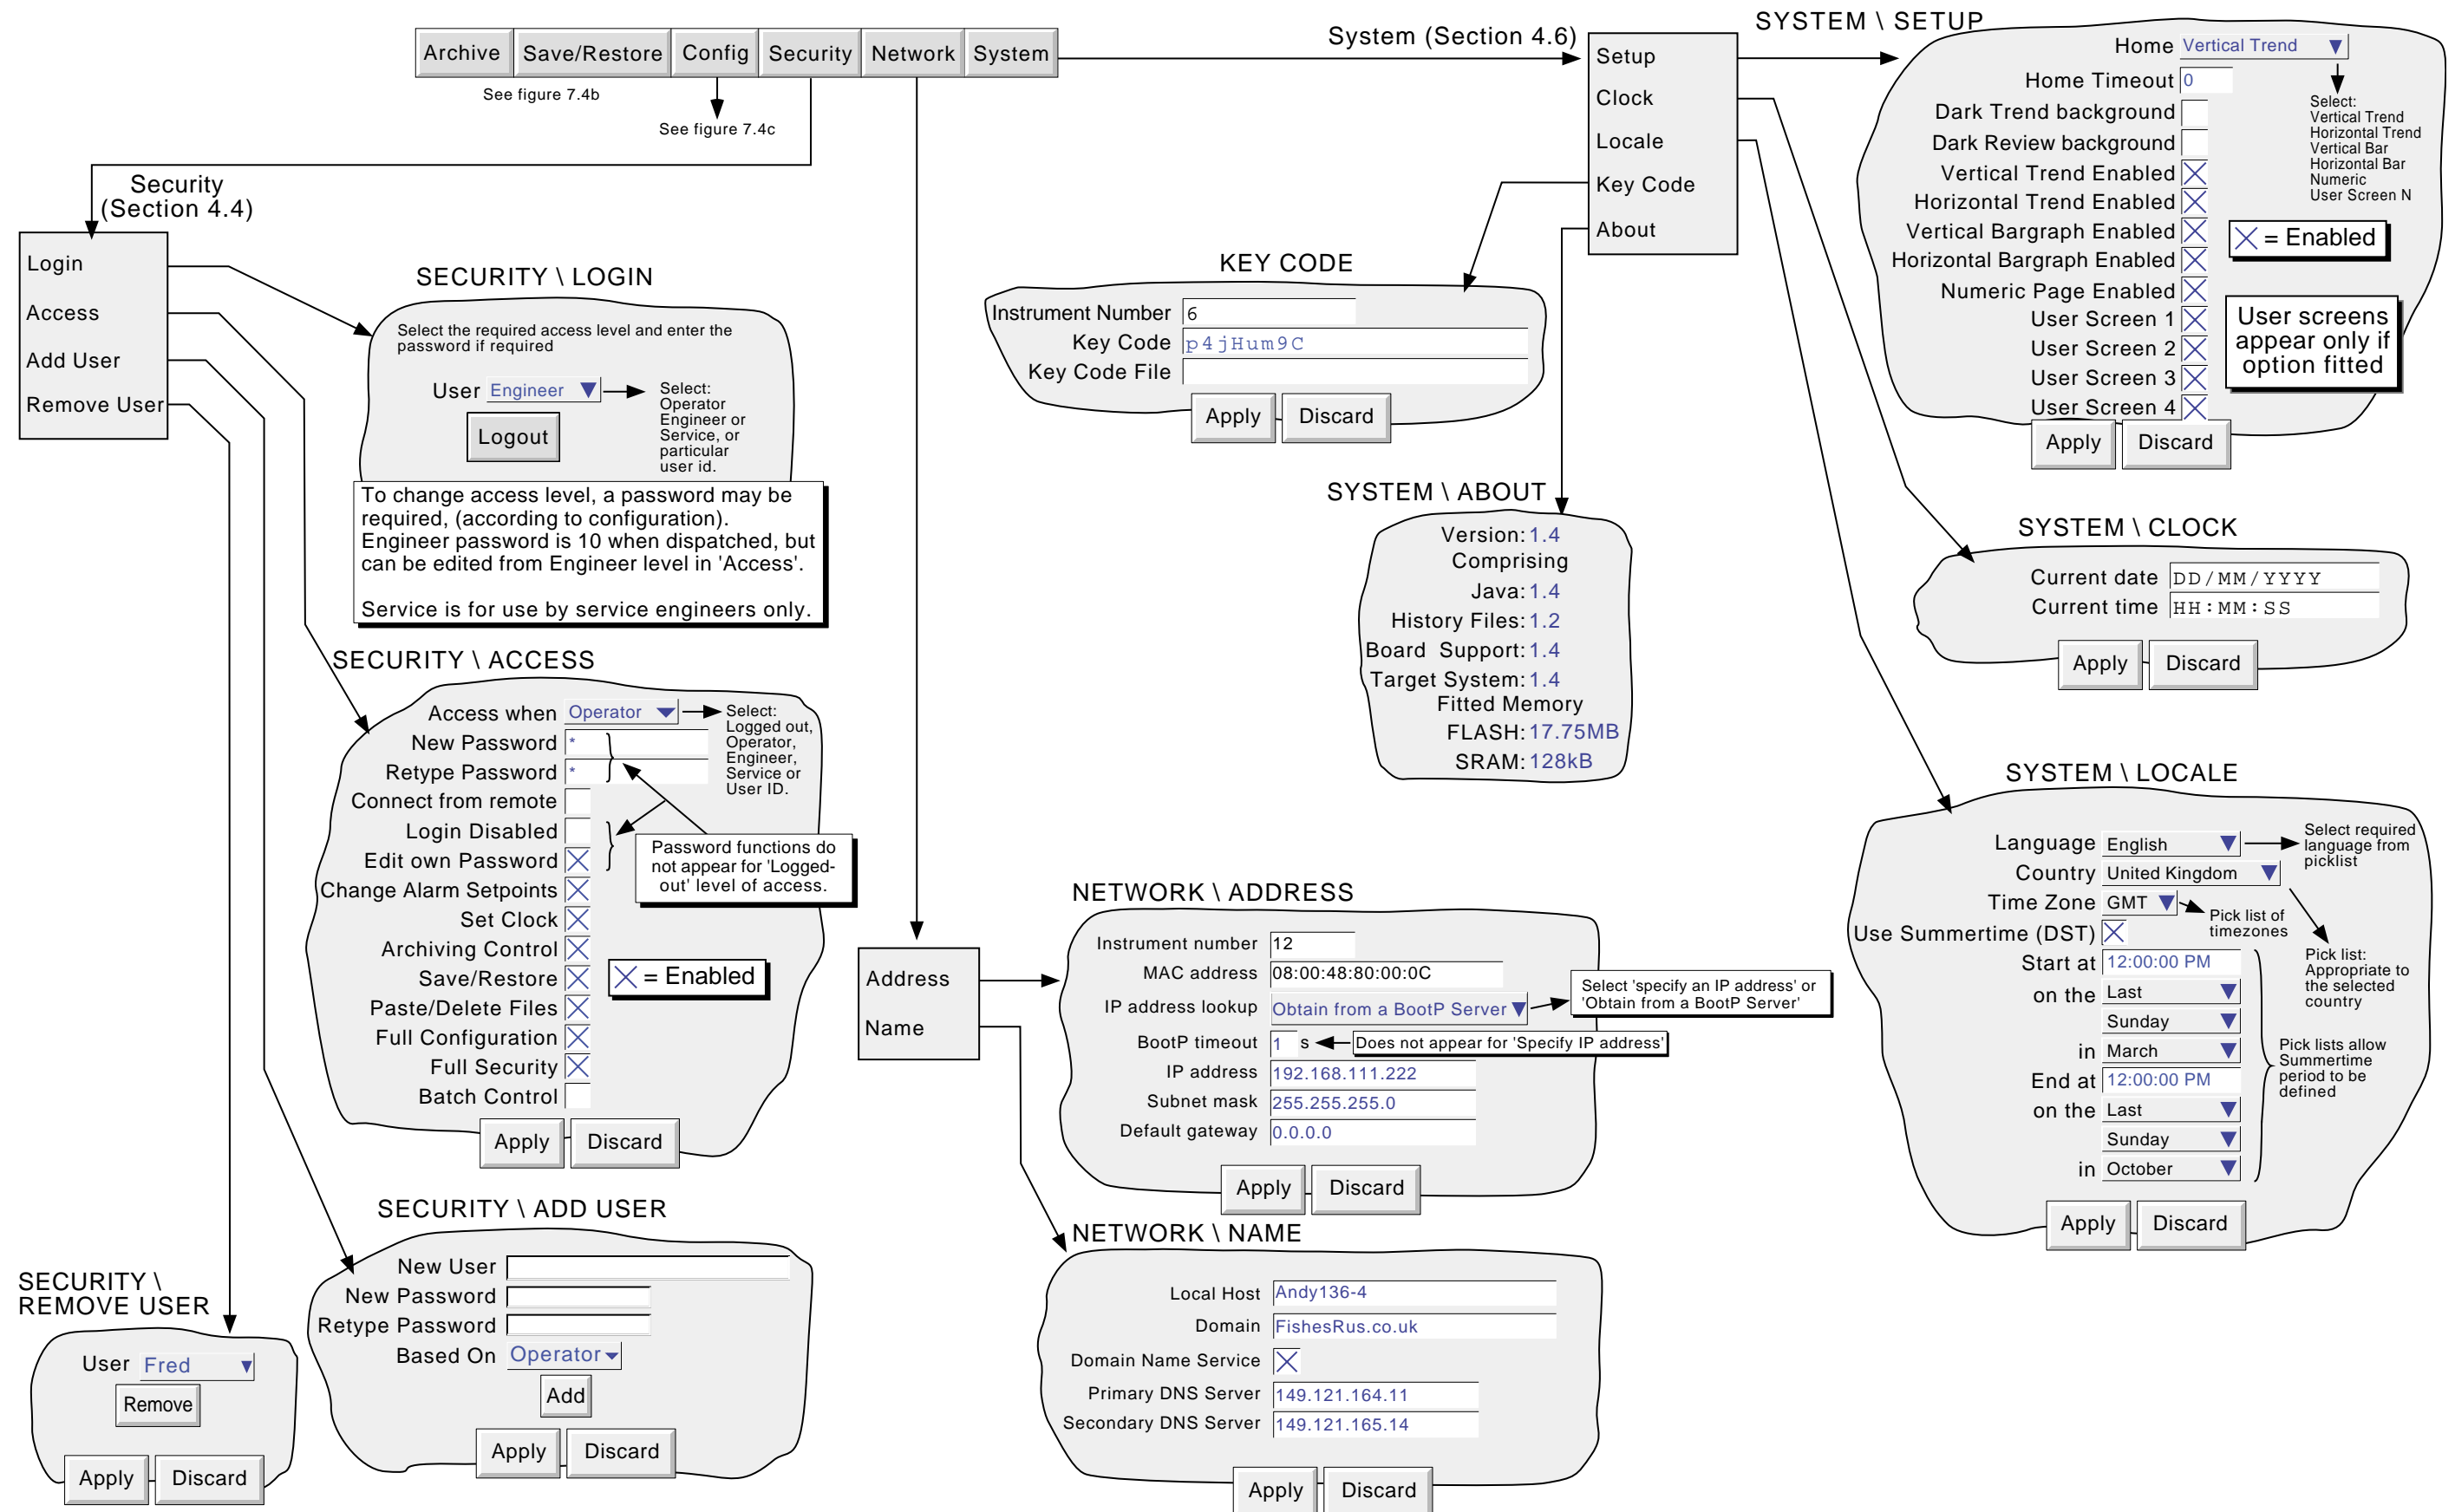 Archive
Save/Restore
Config
Security
Network
System
See figure 7.4b
See figure 7.4c
System (Section 4.6)
Setup
Clock
Locale
Key Code
About
SYSTEM \ SETUP
Home Vertical Trend
Home Timeout 0
Dark Trend background
Dark Review background
Vertical Trend Enabled
Horizontal Trend Enabled
Vertical Bargraph Enabled
Horizontal Bargraph Enabled
Numeric Page Enabled
User Screen 1
User Screen 2
User Screen 3
User Screen 4
Select:
Vertical Trend
Horizontal Trend
Vertical Bar
Horizontal Bar
Numeric
User Screen N
= Enabled
User screens
appear only if
option fitted
Apply
Discard
Security
(Section 4.4)
Login
Access
Add User
Remove User
SECURITY \ LOGIN
Select the required access level and enter the
password if required
User Engineer
Logout
Select:
Operator
Engineer or
Service, or
particular
user id.
To change access level, a password may be
required, (according to configuration).
Engineer password is 10 when dispatched, but
can be edited from Engineer level in 'Access'.
Service is for use by service engineers only.
KEY CODE
Instrument Number 6
Key Code p4jHum9C
Key Code File
Apply
Discard
SYSTEM \ ABOUT
Version: 1.4
Comprising
Java: 1.4
History Files: 1.2
Board Support: 1.4
Target System: 1.4
Fitted Memory
FLASH: 17.75MB
SRAM: 128kB
SYSTEM \ CLOCK
Current date DD/MM/YYYY
Current time HH:MM:SS
Apply
Discard
SECURITY \ ACCESS
Access when Operator
New Password *
Retype Password *
Connect from remote
Login Disabled
Edit own Password
Change Alarm Setpoints
Set Clock
Archiving Control
Save/Restore
Paste/Delete Files
Full Configuration
Full Security
Batch Control
Select:
Logged out,
Operator,
Engineer,
Service or
User ID.
Password functions do
not appear for 'Logged-
out' level of access.
= Enabled
Apply
Discard
SYSTEM \ LOCALE
Language English
Country United Kingdom
Time Zone GMT
Use Summertime (DST)
Start at 12:00:00 PM
on the Last
Sunday
in March
End at 12:00:00 PM
on the Last
Sunday
in October
Select required
language from
picklist
Pick list of
timezones
Pick list:
Appropriate to
the selected
country
Pick lists allow
Summertime
period to be
defined
Apply
Discard
Address
Name
NETWORK \ ADDRESS
Instrument number 12
MAC address 08:00:48:80:00:0C
IP address lookup Obtain from a BootP Server
BootP timeout 1 s
IP address 192.168.111.222
Subnet mask 255.255.255.0
Default gateway 0.0.0.0
Select 'specify an IP address' or
'Obtain from a BootP Server'
Does not appear for 'Specify IP address'
Apply
Discard
SECURITY \ ADD USER
New User
New Password
Retype Password
Based On Operator
Add
Apply
Discard
NETWORK \ NAME
Local Host Andy136-4
Domain FishesRus.co.uk
Domain Name Service
Primary DNS Server 149.121.164.11
Secondary DNS Server 149.121.165.14
Apply
Discard
SECURITY \
REMOVE USER
User Fred
Remove
Apply
Discard